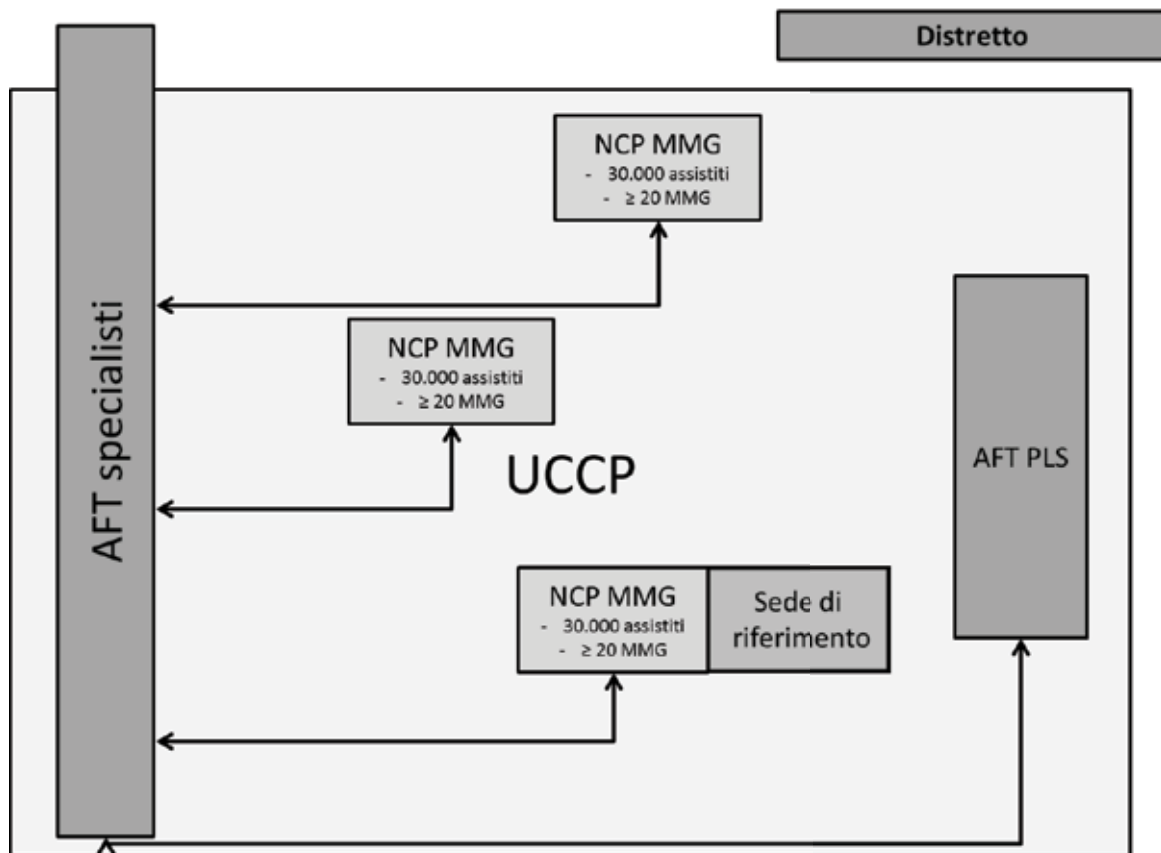 Distretto
NCP MMG
- 30.000 assistiti
- ≥ 20 MMG
AFT specialisti
NCP MMG
- 30.000 assistiti
- ≥ 20 MMG
UCCP
AFT PLS
NCP MMG
- 30.000 assistiti
- ≥ 20 MMG
Sede di
riferimento